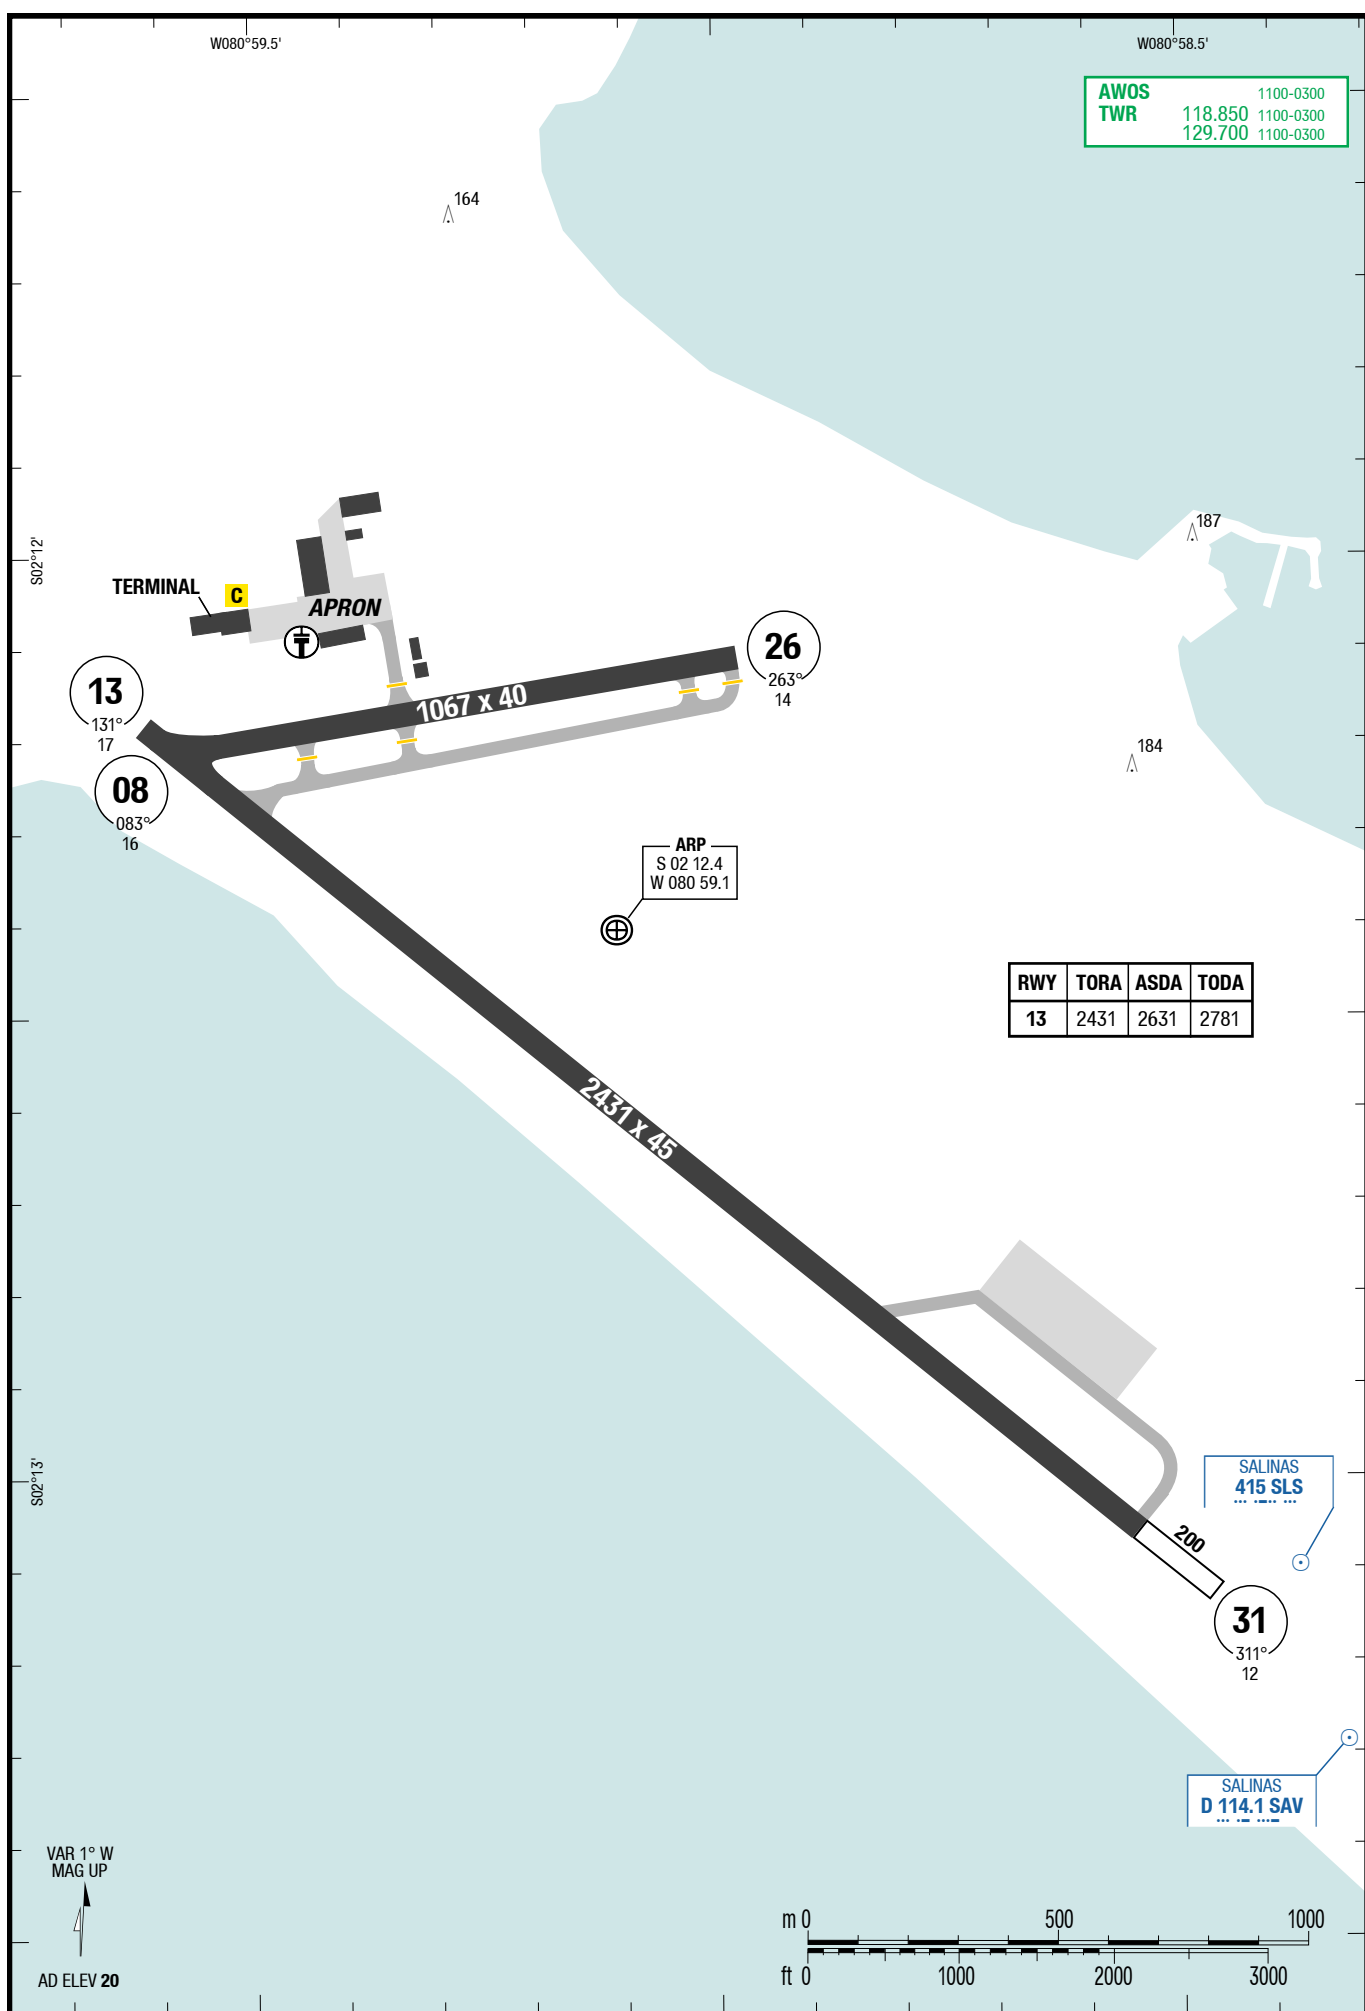 W080°59.5'
W080°58.5'
AWOS 1100-0300
TWR 118.850 1100-0300
129.700 1100-0300
164
187
S02°12'
TERMINAL
C
APRON
T
26
263°
14
13
131°
17
1067 x 40
184
08
083°
16
ARP
S 02 12.4
W 080 59.1
RWY TORA ASDA TODA
13 2431 2631 2781
2431 x 45
S02°13'
SALINAS
415 SLS
200
31
311°
12
SALINAS
D 114.1 SAV
VAR 1° W
MAG UP
AD ELEV 20
m 0 500 1000
ft 0 1000 2000 3000